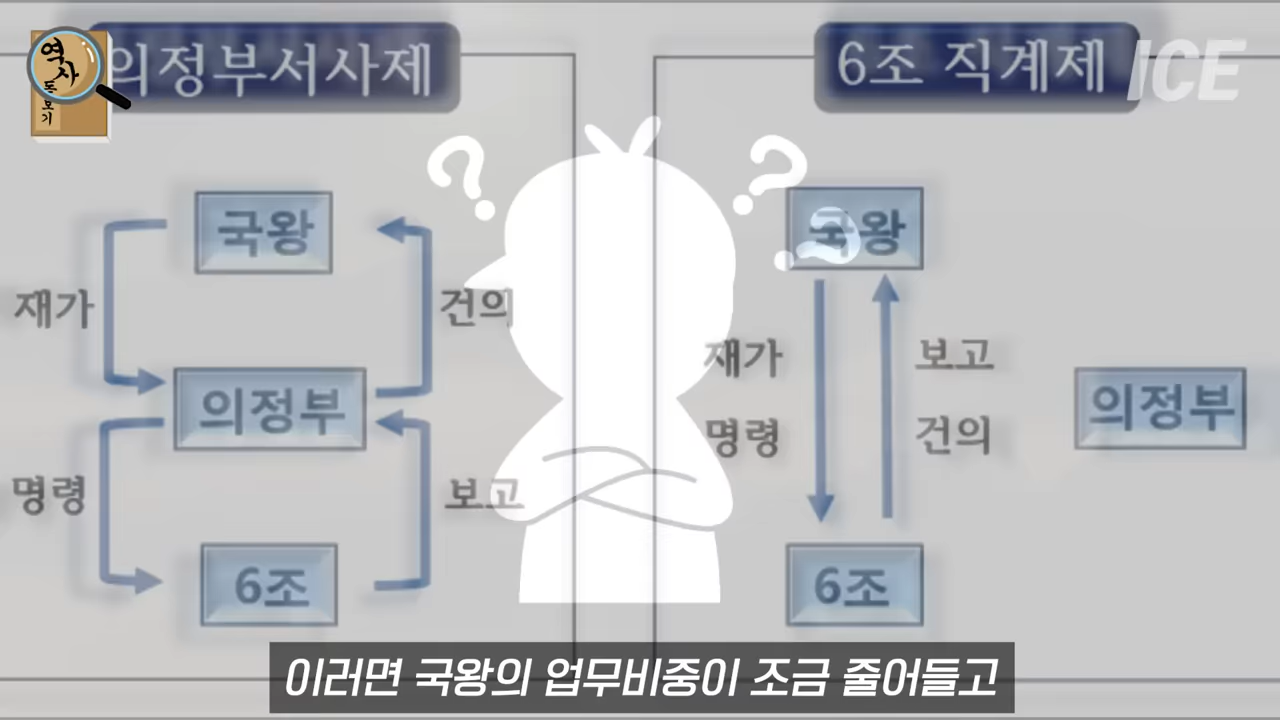 역사
돋보기
의정부서사제
국왕
재가
건의
의정부
명령
보고
6조
6조 직계제
ICE
국왕
재가
보고
명령
건의
의정부
6조
이러면 국왕의 업무비중이 조금 줄어들고